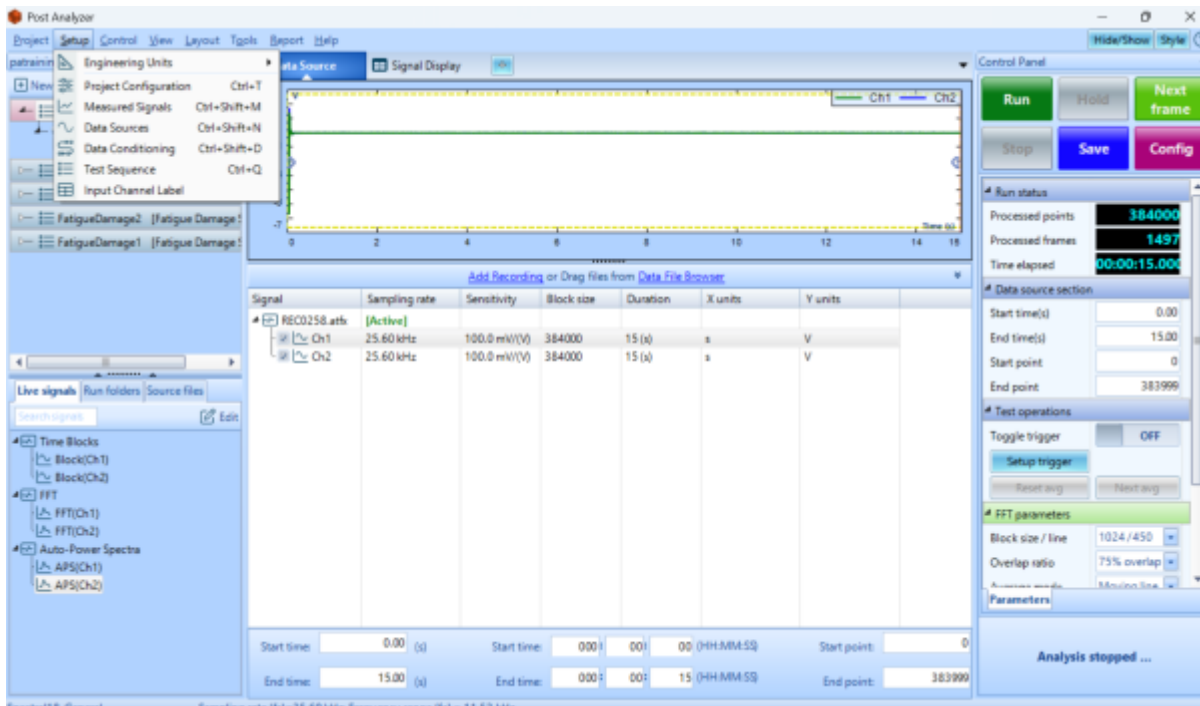 Post Analyzer
Project Setup Control View Layout Tools Report Help
Hide/Show Style
patraining
New
Engineering Units
Project Configuration Ctrl+T
Measured Signals Ctrl+Shift+M
Data Sources Ctrl+Shift+N
Data Conditioning Ctrl+Shift+D
Test Sequence Ctrl+Q
Input Channel Label
FatigueDamage2 [Fatigue Damage S
FatigueDamage1 [Fatigue Damage S
Live signals Run folders Source files
Search signals Edit
Time Blocks
Block(Ch1)
Block(Ch2)
FFT
FFT(Ch1)
FFT(Ch2)
Auto-Power Spectra
APS(Ch1)
APS(Ch2)
ata Source Signal Display
V
Ch1 Ch2
-7
Time (s)
0 2 4 6 8 10 12 14 15
Add Recording or Drag files from Data File Browser
Signal Sampling rate Sensitivity Block size Duration X units Y units
REC0258.atfx [Active]
Ch1 25.60 kHz 100.0 mV/(V) 384000 15 (s) s V
Ch2 25.60 kHz 100.0 mV/(V) 384000 15 (s) s V
Start time: 0.00 (s) Start time: 000: 00: 00 (HH:MM:SS) Start point: 0
End time: 15.00 (s) End time: 000: 00: 15 (HH:MM:SS) End point: 383999
Control Panel
Run Hold Next frame
Stop Save Config
Run status
Processed points 384000
Processed frames 1497
Time elapsed 00:00:15.000
Data source section
Start time(s) 0.00
End time(s) 15.00
Start point 0
End point 383999
Test operations
Toggle trigger OFF
Setup trigger
Reset avg Next avg
FFT parameters
Block size / line 1024/450
Overlap ratio 75% overlap
Parameters
Analysis stopped ...